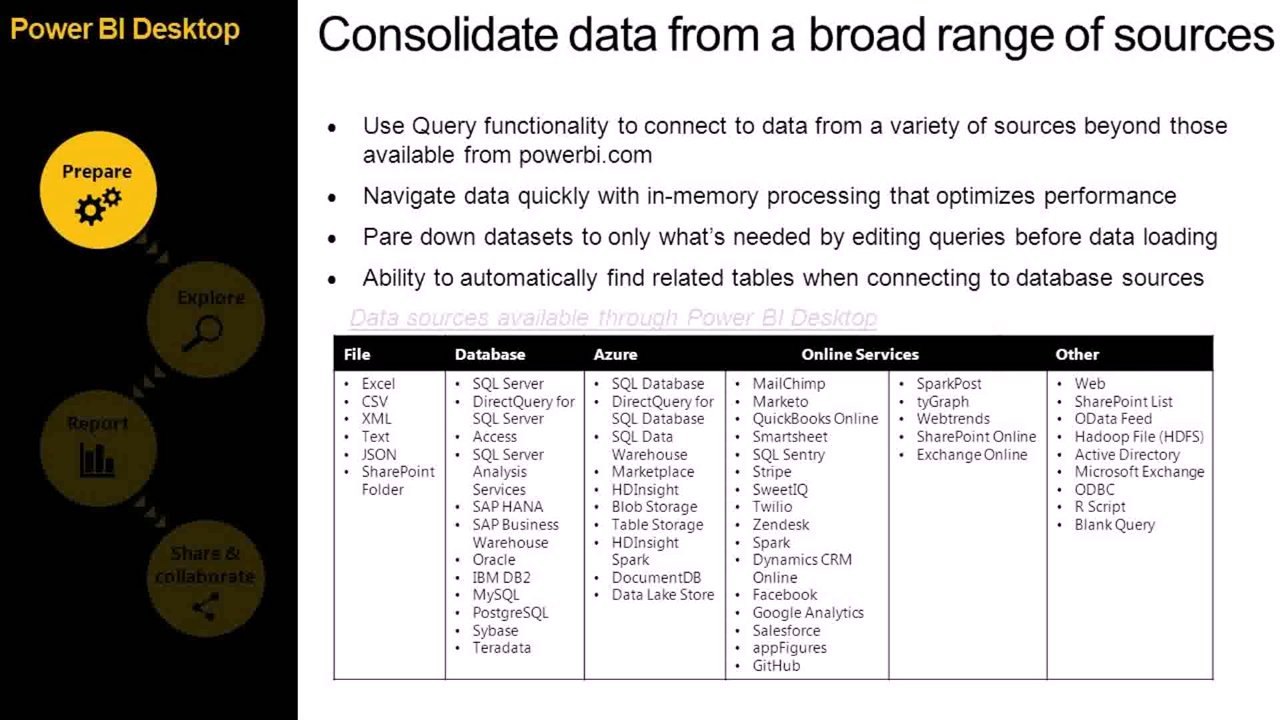 Power BI Desktop
Consolidate data from a broad range of sources
Prepare
Explore
Report
Share &
collaborate
• Use Query functionality to connect to data from a variety of sources beyond those
available from powerbi.com
• Navigate data quickly with in-memory processing that optimizes performance
• Pare down datasets to only what's needed by editing queries before data loading
• Ability to automatically find related tables when connecting to database sources
Data sources available through Power BI Desktop
File
• Excel
• CSV
• XML
• Text
• JSON
• SharePoint
Folder
Database
• SQL Server
• DirectQuery for
SQL Server
• Access
• SQL Server
Analysis
Services
• SAP HANA
• SAP Business
Warehouse
• Oracle
• IBM DB2
• MySQL
• PostgreSQL
• Sybase
• Teradata
Azure
• SQL Database
• DirectQuery for
SQL Database
• SQL Data
Warehouse
• Marketplace
• HDInsight
• Blob Storage
• Table Storage
• HDInsight
Spark
• DocumentDB
• Data Lake Store
Online Services
• MailChimp
• Marketo
• QuickBooks Online
• Smartsheet
• SQL Sentry
• Stripe
• SweetIQ
• Twilio
• Zendesk
• Spark
• Dynamics CRM
Online
• Facebook
• Google Analytics
• Salesforce
• appFigures
• GitHub
• SparkPost
• tyGraph
• Webtrends
• SharePoint Online
• Exchange Online
Other
• Web
• SharePoint List
• OData Feed
• Hadoop File (HDFS)
• Active Directory
• Microsoft Exchange
• ODBC
• R Script
• Blank Query